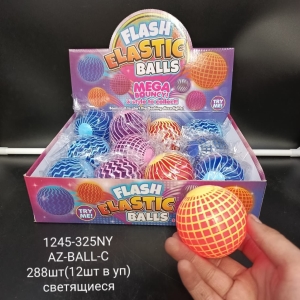 FLASH
ELASTIC
BALLS
MEGA
BOUNCY!
TRY
ME!
FLASH
ELASTIC
BALLS
TRY
ME!
1245-325NY
AZ-BALL-C
288шт(12шт в уп)
светящиеся